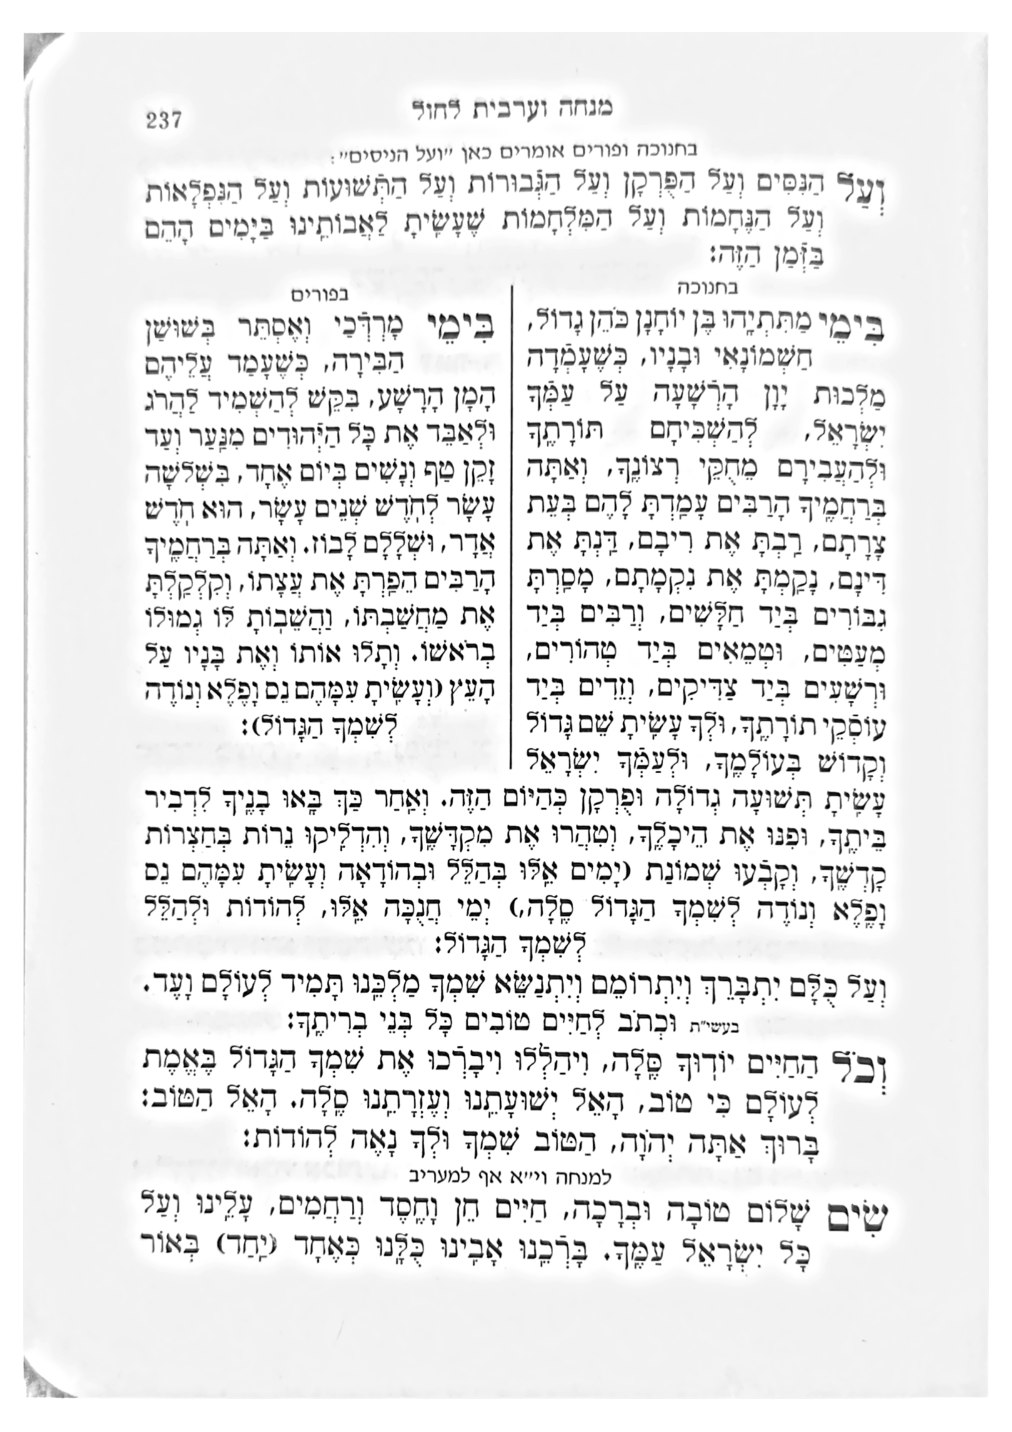 מנחה וערבית לחול
237
בחנוכה ופורים אומרים כאן "ועל הניסים":
וְעַל הַנִּסִּים וְעַל הַפֻּרְקָן וְעַל הַגְּבוּרוֹת וְעַל הַתְּשׁוּעוֹת וְעַל הַנִּפְלָאוֹת
וְעַל הַנֶּחָמוֹת וְעַל הַמִּלְחָמוֹת שֶׁעָשִׂיתָ לַאֲבוֹתֵינוּ בַּיָּמִים הָהֵם
בַּזְּמַן הַזֶּה:
בחנוכה
בִּימֵי מַתִּתְיָהוּ בֶּן יוֹחָנָן כֹּהֵן גָּדוֹל,
חַשְׁמוֹנָאִי וּבָנָיו, כְּשֶׁעָמְדָה
מַלְכוּת יָוָן הָרְשָׁעָה עַל עַמְּךָ
יִשְׂרָאֵל, לְהַשְׁכִּיחָם תּוֹרָתֶךָ
וּלְהַעֲבִירָם מֵחֻקֵּי רְצוֹנֶךָ, וְאַתָּה
בְּרַחֲמֶיךָ הָרַבִּים עָמַדְתָּ לָהֶם בְּעֵת
צָרָתָם, רַבְתָּ אֶת רִיבָם, דַּנְתָּ אֶת
דִּינָם, נָקַמְתָּ אֶת נִקְמָתָם, מָסַרְתָּ
גִבּוֹרִים בְּיַד חַלָּשִׁים, וְרַבִּים בְּיַד
מְעַטִּים, וּטְמֵאִים בְּיַד טְהוֹרִים,
וּרְשָׁעִים בְּיַד צַדִּיקִים, וְזֵדִים בְּיַד
עוֹסְקֵי תוֹרָתֶךָ, וּלְךָ עָשִׂיתָ שֵׁם גָּדוֹל
וְקָדוֹשׁ בְּעוֹלָמֶךָ, וּלְעַמְּךָ יִשְׂרָאֵל
בפורים
בִּימֵי מָרְדְּכַי וְאֶסְתֵּר בְּשׁוּשַׁן
הַבִּירָה, כְּשֶׁעָמַד עֲלֵיהֶם
הָמָן הָרָשָׁע, בִּקֵּשׁ לְהַשְׁמִיד לַהֲרֹג
וּלְאַבֵּד אֶת כָּל הַיְּהוּדִים מִנַּעַר וְעַד
זָקֵן טַף וְנָשִׁים בְּיוֹם אֶחָד, בִּשְׁלֹשָׁה
עָשָׂר לְחֹדֶשׁ שְׁנֵים עָשָׂר, הוּא חֹדֶשׁ
אֲדָר, וּשְׁלָלָם לָבוֹז. וְאַתָּה בְּרַחֲמֶיךָ
הָרַבִּים הֵפַרְתָּ אֶת עֲצָתוֹ, וְקִלְקַלְתָּ
אֶת מַחֲשַׁבְתּוֹ, וַהֲשֵׁבוֹתָ לּוֹ גְמוּלוֹ
בְרֹאשׁוֹ. וְתָלוּ אוֹתוֹ וְאֶת בָּנָיו עַל
הָעֵץ (וְעָשִׂיתָ עִמָּהֶם נֵס וָפֶלֶא וְנוֹדֶה
לְשִׁמְךָ הַגָּדוֹל):
עָשִׂיתָ תְּשׁוּעָה גְדוֹלָה וּפֻרְקָן כְּהַיּוֹם הַזֶּה. וְאַחַר כַּךְ בָּאוּ בָנֶיךָ לִדְבִיר
בֵּיתֶךָ, וּפִנּוּ אֶת הֵיכָלֶךָ, וְטִהֲרוּ אֶת מִקְדָּשֶׁךָ, וְהִדְלִיקוּ נֵרוֹת בְּחַצְרוֹת
קָדְשֶׁךָ, וְקָבְעוּ שְׁמוֹנַת (יָמִים אֵלּוּ בְּהַלֵּל וּבְהוֹדָאָה וְעָשִׂיתָ עִמָּהֶם נֵס
וָפֶלֶא וְנוֹדֶה לְשִׁמְךָ הַגָּדוֹל סֶלָה,) יְמֵי חֲנֻכָּה אֵלּוּ, לְהוֹדוֹת וּלְהַלֵּל
לְשִׁמְךָ הַגָּדוֹל:
וְעַל כֻּלָּם יִתְבָּרֵךְ וְיִתְרוֹמֵם וְיִתְנַשֵּׂא שִׁמְךָ מַלְכֵּנוּ תָּמִיד לְעוֹלָם וָעֶד.
בעשי"ת וּכְתֹב לְחַיִּים טוֹבִים כָּל בְּנֵי בְרִיתֶךָ:
וְכֹל הַחַיִּים יוֹדוּךָ סֶּלָה, וִיהַלְלוּ וִיבָרְכוּ אֶת שִׁמְךָ הַגָּדוֹל בֶּאֱמֶת
לְעוֹלָם כִּי טוֹב, הָאֵל יְשׁוּעָתֵנוּ וְעֶזְרָתֵנוּ סֶלָה. הָאֵל הַטּוֹב:
בָּרוּךְ אַתָּה יְהֹוָה, הַטּוֹב שִׁמְךָ וּלְךָ נָאֶה לְהוֹדוֹת:
למנחה וי"א אף למעריב
שִׂים שָׁלוֹם טוֹבָה וּבְרָכָה, חַיִּים חֵן וָחֶסֶד וְרַחֲמִים, עָלֵינוּ וְעַל
כָּל יִשְׂרָאֵל עַמֶּךָ. בָּרְכֵנוּ אָבִינוּ כֻּלָּנוּ כְּאֶחָד (יַחַד) בְּאוֹר